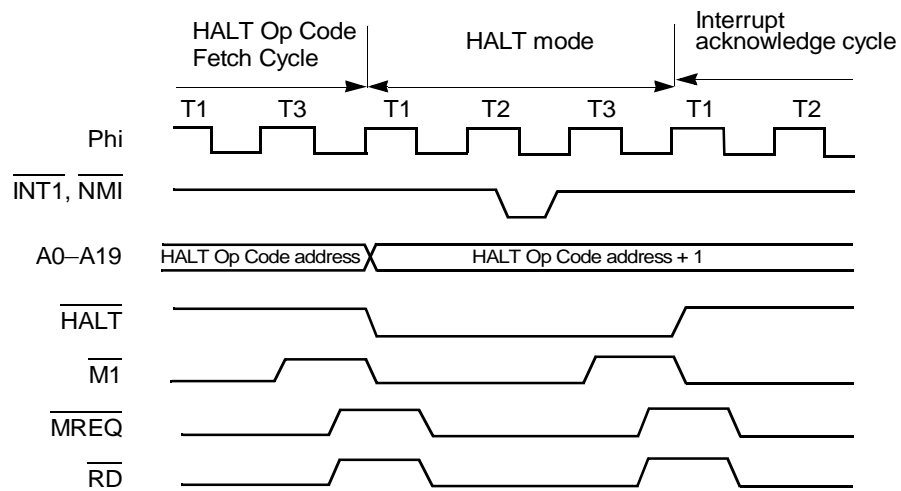 HALT Op Code
Fetch Cycle
HALT mode
Interrupt
acknowledge cycle
T1 T3 T1 T2 T3 T1 T2
Phi
INT1, NMI
A0–A19
HALT Op Code address
HALT Op Code address + 1
HALT
M1
MREQ
RD